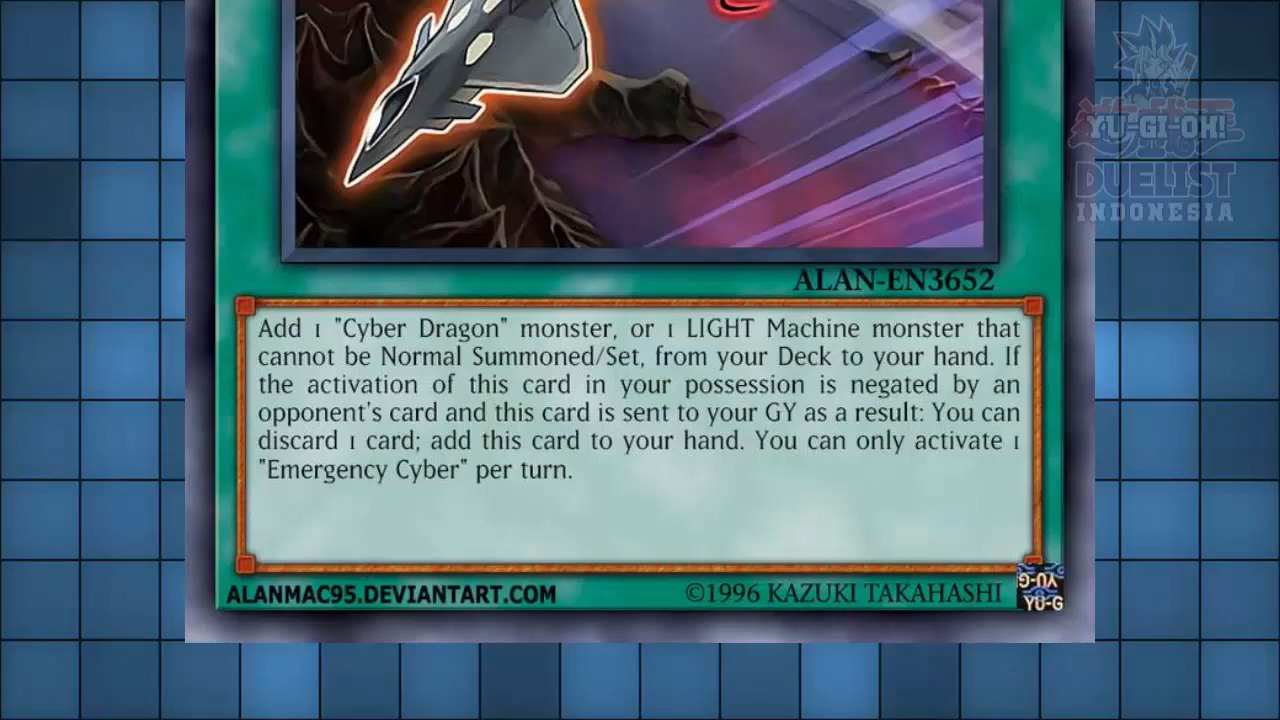 YU-GI-OH!
DUELIST
INDONESIA
ALAN-EN3652
Add 1 "Cyber Dragon" monster, or 1 LIGHT Machine monster that
cannot be Normal Summoned/Set, from your Deck to your hand. If
the activation of this card in your possession is negated by an
opponent's card and this card is sent to your GY as a result: You can
discard 1 card; add this card to your hand. You can only activate 1
"Emergency Cyber" per turn.
ALANMAC95.DEVIANTART.COM
©1996 KAZUKI TAKAHASHI